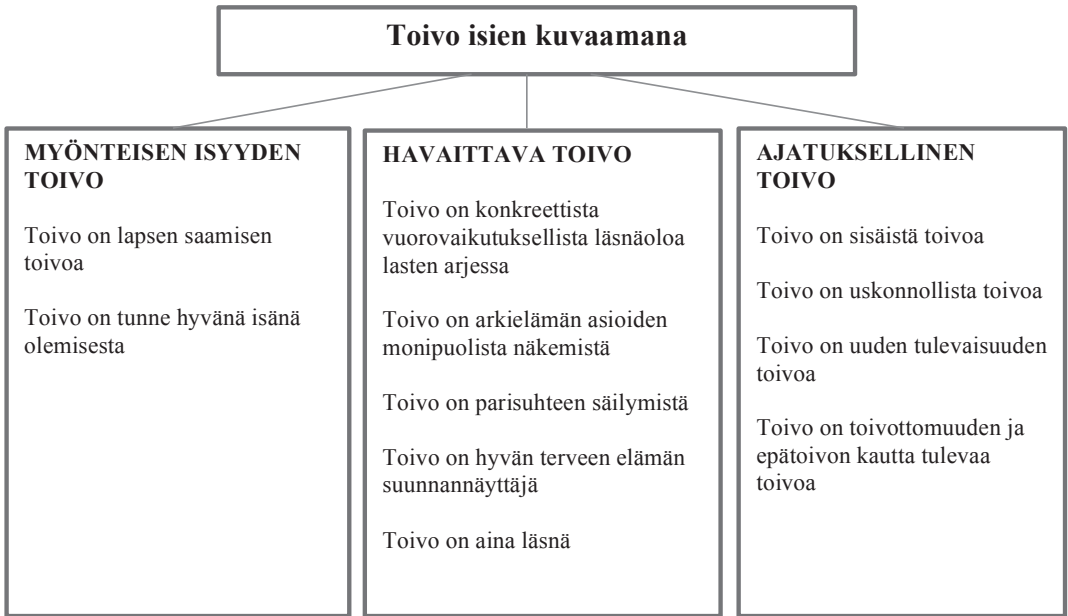 Toivo isien kuvaamana
MYÖNTEISEN ISYYDEN
TOIVO
Toivo on lapsen saamisen
toivoa
Toivo on tunne hyvänä isänä
olemisesta
HAVAITTAVA TOIVO
Toivo on konkreettista
vuorovaikutuksellista läsnäoloa
lasten arjessa
Toivo on arkielämän asioiden
monipuolista näkemistä
Toivo on parisuhteen säilymistä
Toivo on hyvän terveen elämän
suunnannäyttäjä
Toivo on aina läsnä
AJATUKSELLINEN
TOIVO
Toivo on sisäistä toivoa
Toivo on uskonnollista toivoa
Toivo on uuden tulevaisuuden
toivoa
Toivo on toivottomuuden ja
epätoivon kautta tulevaa
toivoa